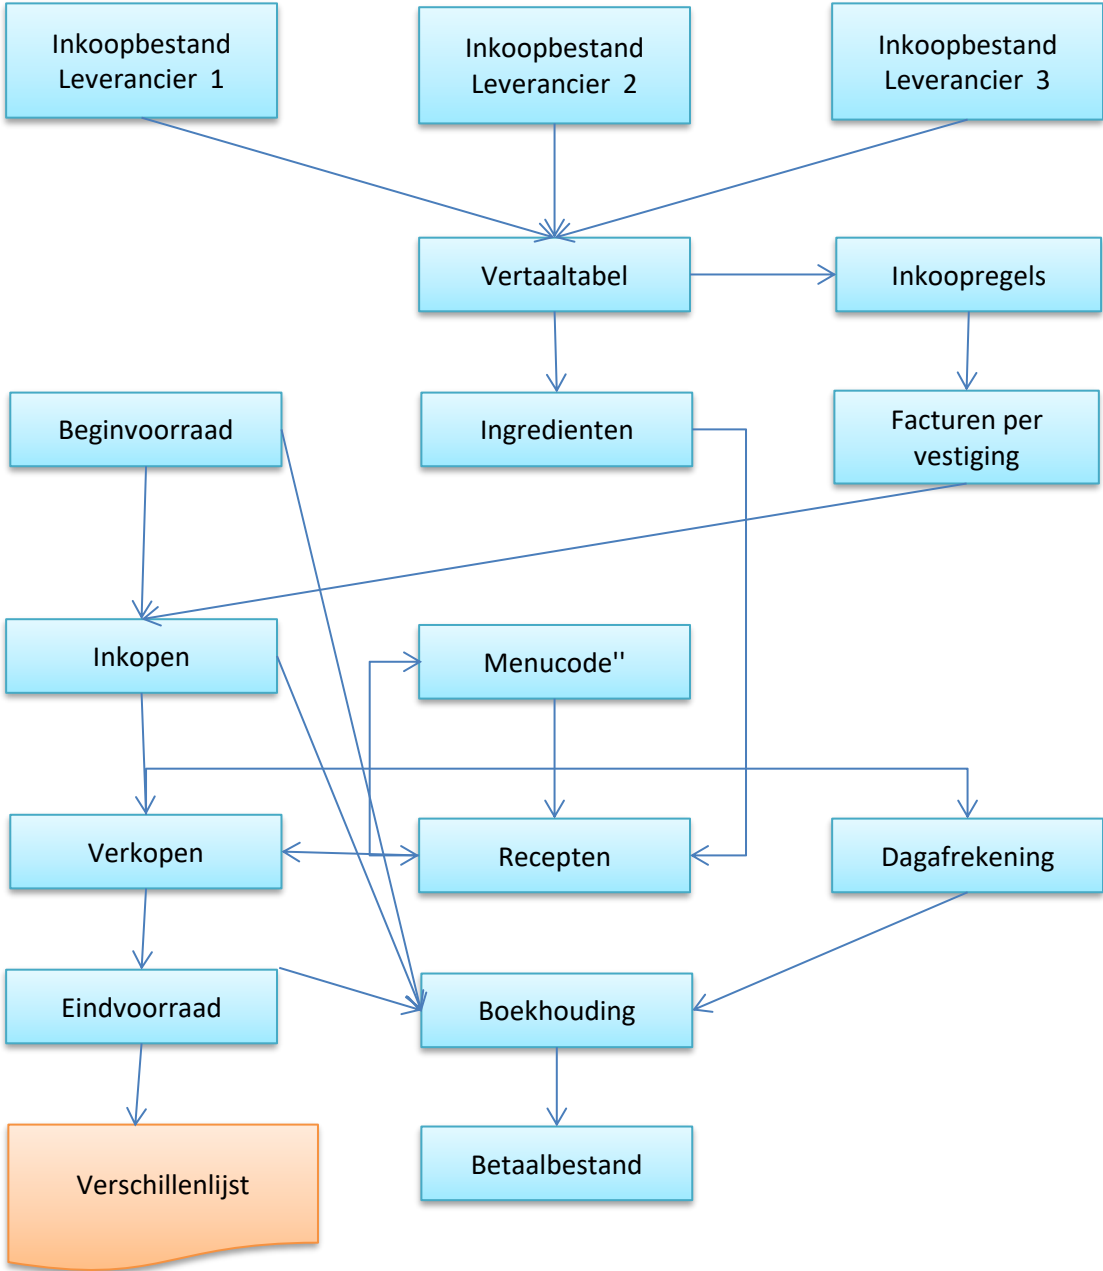 Inkoopbestand
Leverancier 1
Inkoopbestand
Leverancier 2
Inkoopbestand
Leverancier 3
Vertaaltabel
Inkoopregels
Beginvoorraad
Ingredienten
Facturen per
vestiging
Inkopen
Menucode''
Verkopen
Recepten
Dagafrekening
Eindvoorraad
Boekhouding
Verschillenlijst
Betaalbestand